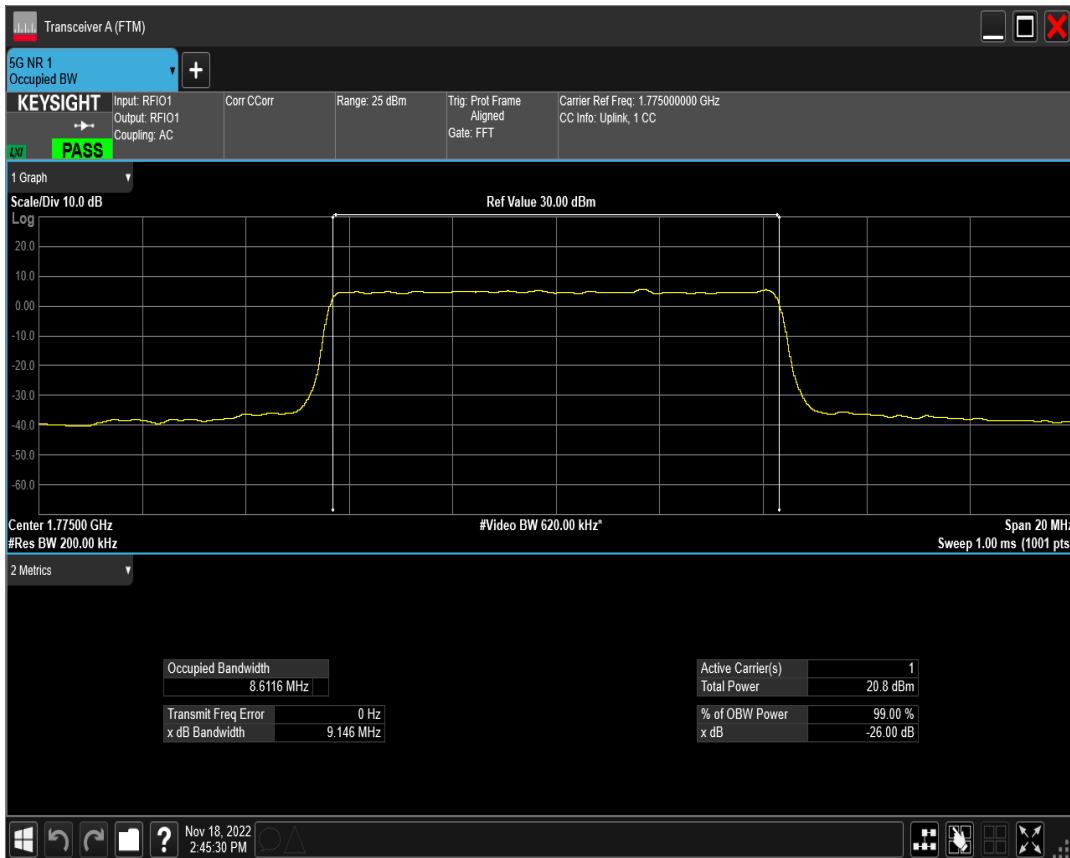 Transceiver A (FTM)
5G NR 1
Occupied BW
KEYSIGHT
LXI
PASS
Input: RFIO1
Output: RFIO1
Coupling: AC
Corr CCorr
Range: 25 dBm
Trig: Prot Frame
Aligned
Gate: FFT
Carrier Ref Freq: 1.775000000 GHz
CC Info: Uplink, 1 CC
1 Graph
Scale/Div 10.0 dB
Ref Value 30.00 dBm
Log
20.0
10.0
0.00
-10.0
-20.0
-30.0
-40.0
-50.0
-60.0
Center 1.77500 GHz
#Video BW 620.00 kHz*
Span 20 MHz
#Res BW 200.00 kHz
Sweep 1.00 ms (1001 pts
2 Metrics
Occupied Bandwidth
8.6116 MHz
Transmit Freq Error 0 Hz
x dB Bandwidth 9.146 MHz
Active Carrier(s) 1
Total Power 20.8 dBm
% of OBW Power 99.00 %
x dB -26.00 dB
?
Nov 18, 2022
2:45:30 PM